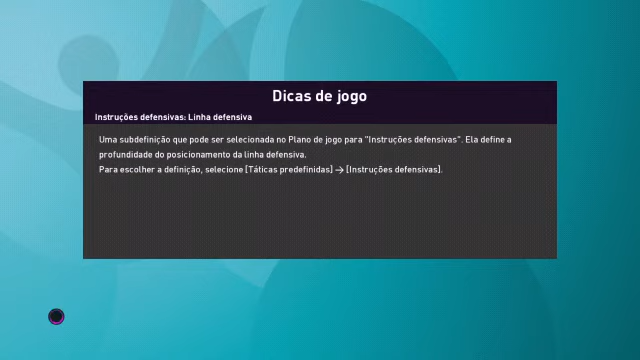 Dicas de jogo
Instruções defensivas: Linha defensiva
Uma subdefinição que pode ser selecionada no Plano de jogo para "Instruções defensivas". Ela define a
profundidade do posicionamento da linha defensiva.
Para escolher a definição, selecione [Táticas predefinidas] → [Instruções defensivas].